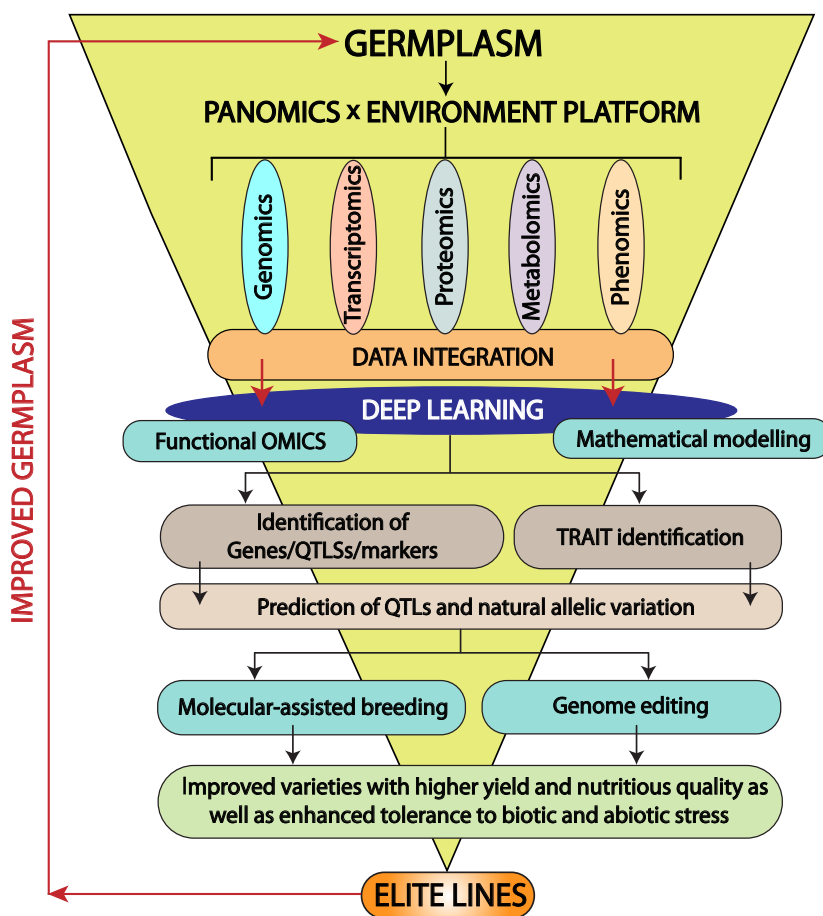 GERMPLASM
PANOMICS x ENVIRONMENT PLATFORM
Genomics
Transcriptomics
Proteomics
Metabolomics
Phenomics
DATA INTEGRATION
DEEP LEARNING
Functional OMICS
Mathematical modelling
Identification of
Genes/QTLSs/markers
TRAIT identification
Prediction of QTLs and natural allelic variation
Molecular-assisted breeding
Genome editing
Improved varieties with higher yield and nutritious quality as
well as enhanced tolerance to biotic and abiotic stress
ELITE LINES
IMPROVED GERMPLASM